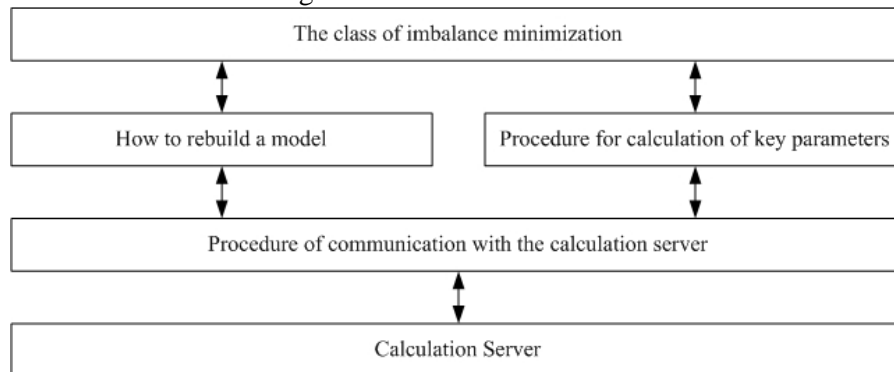 The class of imbalance minimization
How to rebuild a model
Procedure for calculation of key parameters
Procedure of communication with the calculation server
Calculation Server